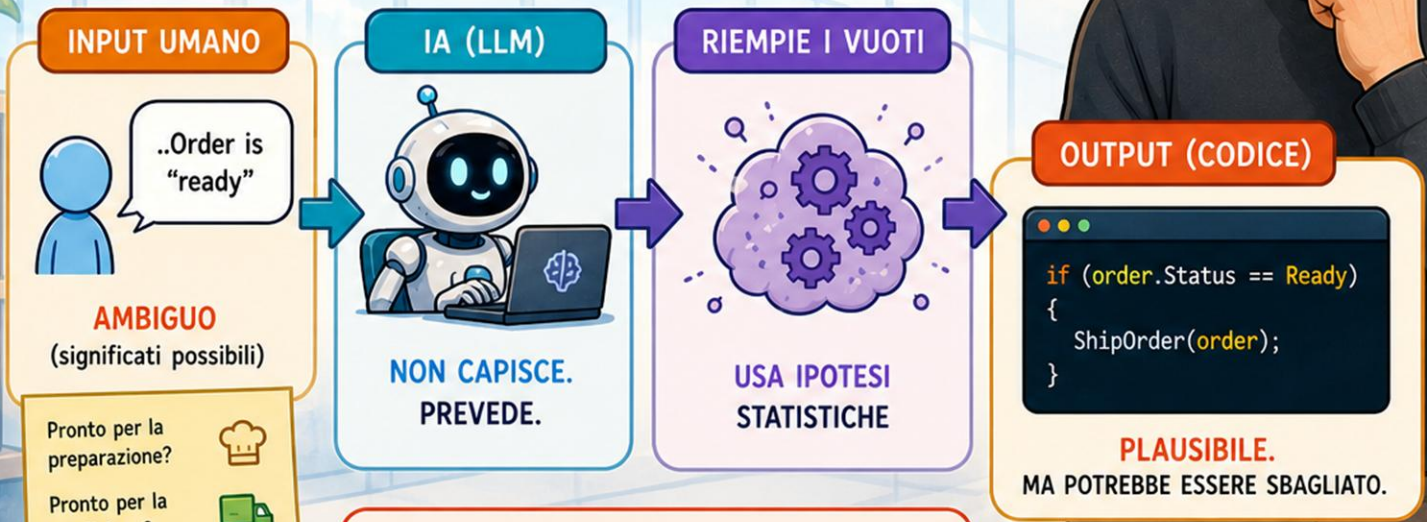 INPUT UMANO
..Order is
“ready”
AMBIGUO
(significati possibili)
Pronto per la
preparazione?
Pronto per la
IA (LLM)
NON CAPISCE.
PREVEDE.
RIEMPIE I VUOTI
USA IPOTESI
STATISTICHE
OUTPUT (CODICE)
if (order.Status == Ready)
{
ShipOrder(order);
}
PLAUSIBILE.
MA POTREBBE ESSERE SBAGLIATO.